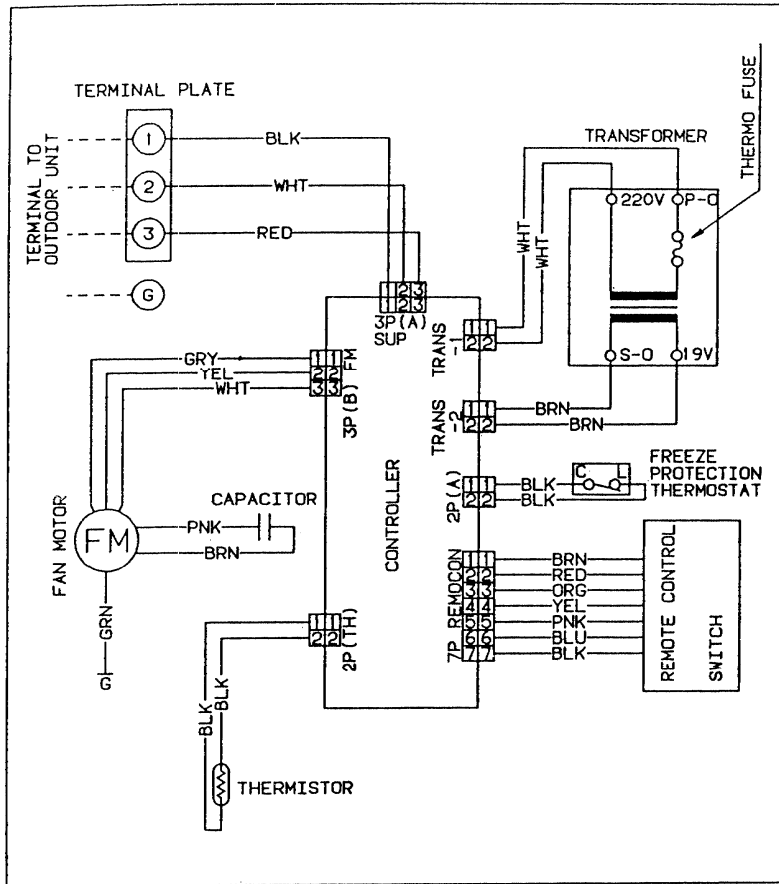 TERMINAL PLATE
TERMINAL TO
OUTDOOR UNIT
1
2
3
G
BLK
WHT
RED
1 2 3
1 2 3
3P(A)
SUP
TRANSFORMER
THERMO FUSE
220V
P-O
S-O
19V
WHT
WHT
1 1
2 2
TRANS
-1
1 1
2 2
TRANS
-2
BRN
BRN
GRY
YEL
WHT
1 1
2 2
3 3
FM
3P(B)
CONTROLLER
1 1
2 2
2P(A)
BLK
BLK
C L
FREEZE
PROTECTION
THERMOSTAT
FAN MOTOR
FM
CAPACITOR
PNK
BRN
GRN
G
1 1
2 2
3 3
4 4
5 5
6 6
7 7
7P REMOCON
BRN
RED
ORG
YEL
PNK
BLU
BLK
REMOTE CONTROL
SWITCH
1 1
2 2
2P(TH)
BLK
BLK
THERMISTOR